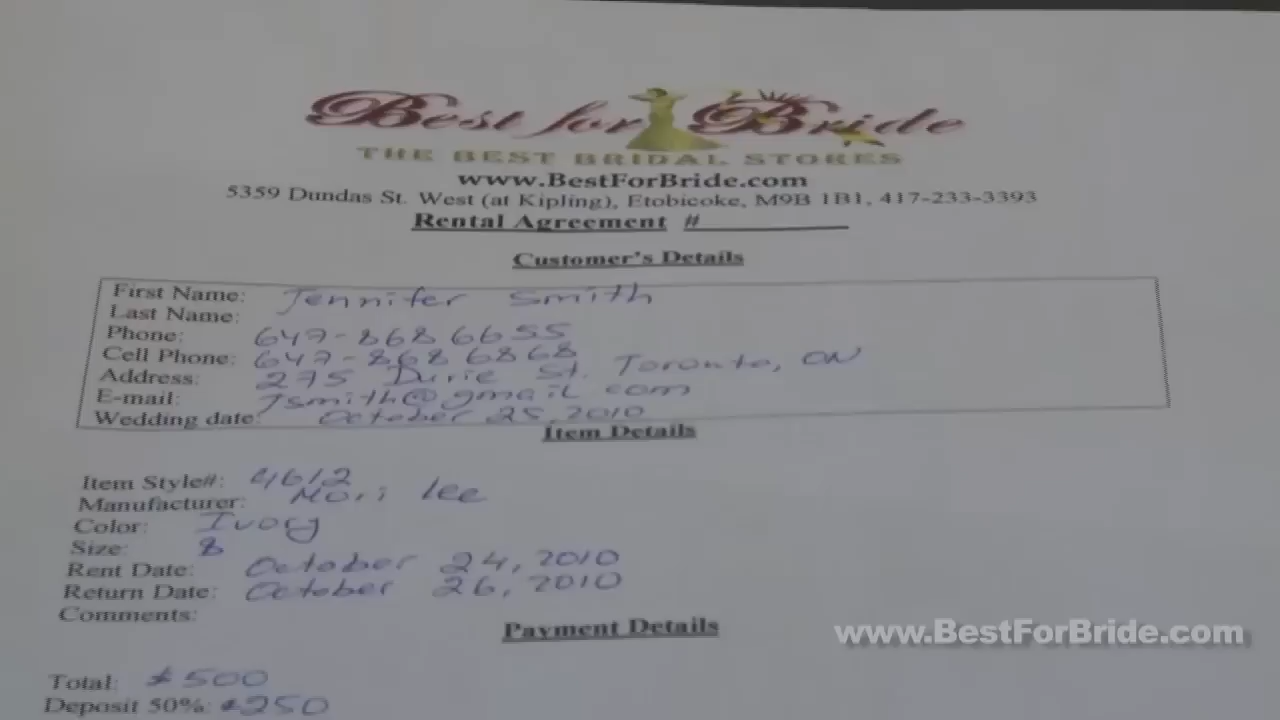 Best for Bride
THE BEST BRIDAL STORES
www.BestForBride.com
5359 Dundas St. West (at Kipling), Etobicoke, M9B 1B1, 417-233-3393
Rental Agreement #
Customer's Details
First Name: Jennifer Smith
Last Name:
Phone: 647-868 6655
Cell Phone: 647-868 6868
Address: 275 Durie St. Toronto, ON
E-mail: Jsmith@gmail com
Wedding date: October 25, 2010
Item Details
Item Style#: 4612
Manufacturer: Mori Lee
Color: Ivory
Size: 8
Rent Date: October 24, 2010
Return Date: October 26, 2010
Comments:
Payment Details
www.BestForBride.com
Total: $500
Deposit 50%: $250